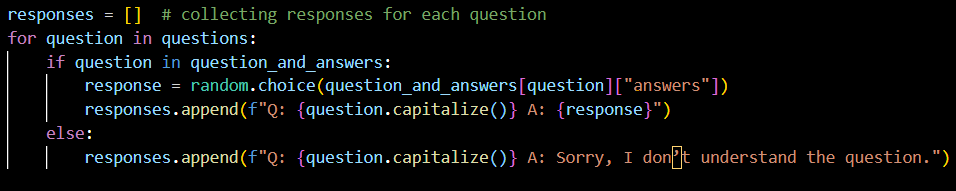 responses = []  # collecting responses for each question
for question in questions:
    if question in question_and_answers:
        response = random.choice(question_and_answers[question]["answers"])
        responses.append(f"Q: {question.capitalize()} A: {response}")
    else:
        responses.append(f"Q: {question.capitalize()} A: Sorry, I don’t understand the question.")